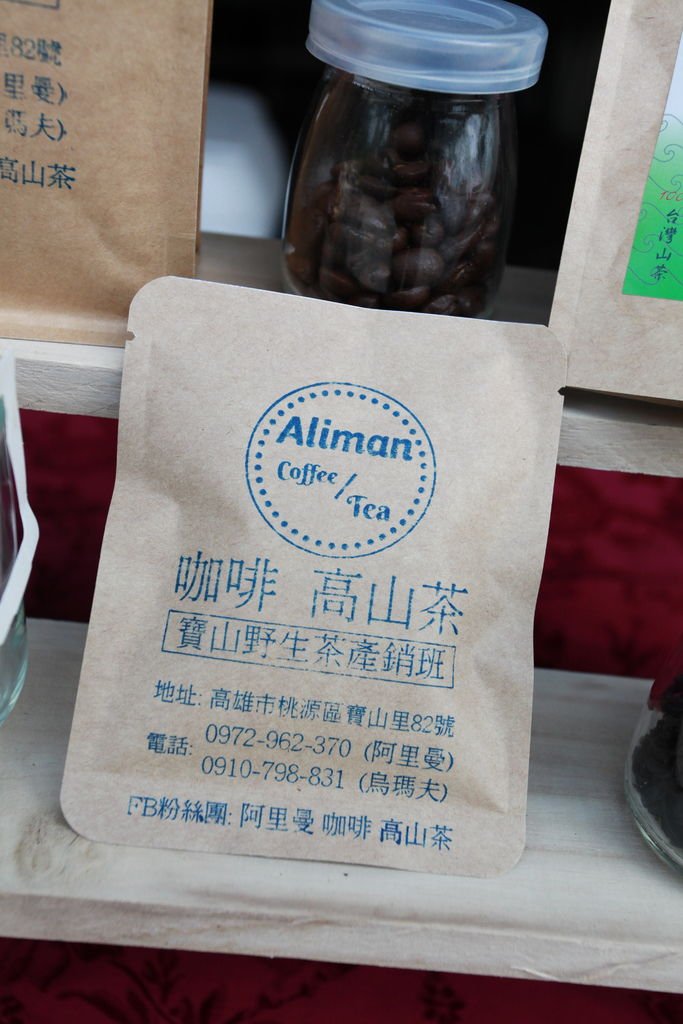 里82號
里曼)
瑪夫)
高山茶
100
台灣山茶
Aliman
Coffee/
Tea
咖啡 高山茶
寶山野生茶產銷班
地址: 高雄市桃源區寶山里82號
電話: 0972-962-370 (阿里曼)
0910-798-831 (烏瑪夫)
FB粉絲團: 阿里曼 咖啡 高山茶